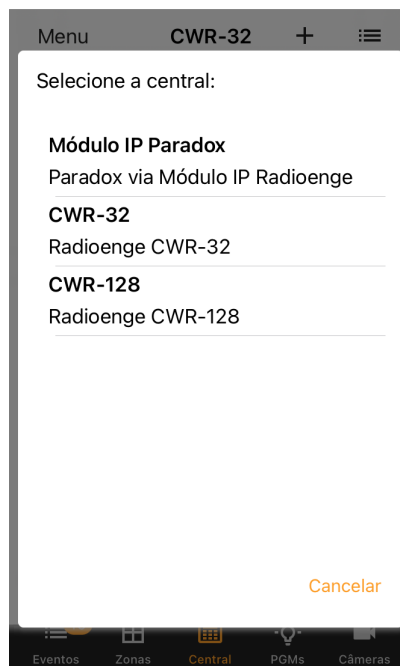 Menu CWR-32 +
Selecione a central:
Módulo IP Paradox
Paradox via Módulo IP Radioenge
CWR-32
Radioenge CWR-32
CWR-128
Radioenge CWR-128
Cancelar
Eventos Zonas Central PGMs Câmeras